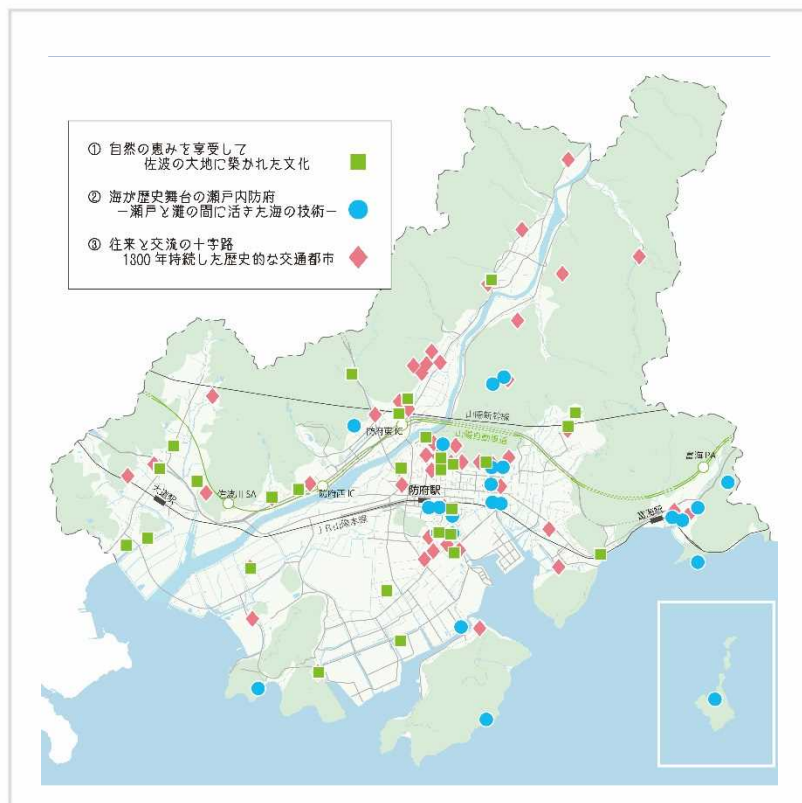 ① 自然の恵みを享受して
佐波の大地に築かれた文化
② 海が歴史舞台の瀬戸内防府
－瀬戸と灘の間に活きた海の技術－
③ 往来と交流の十字路
1300年持続した歴史的な交通都市
山陽新幹線
防府東IC
山陽自動車道
富海PA
大道駅
佐波川SA
防府西IC
防府駅
JR山陽本線
富海駅